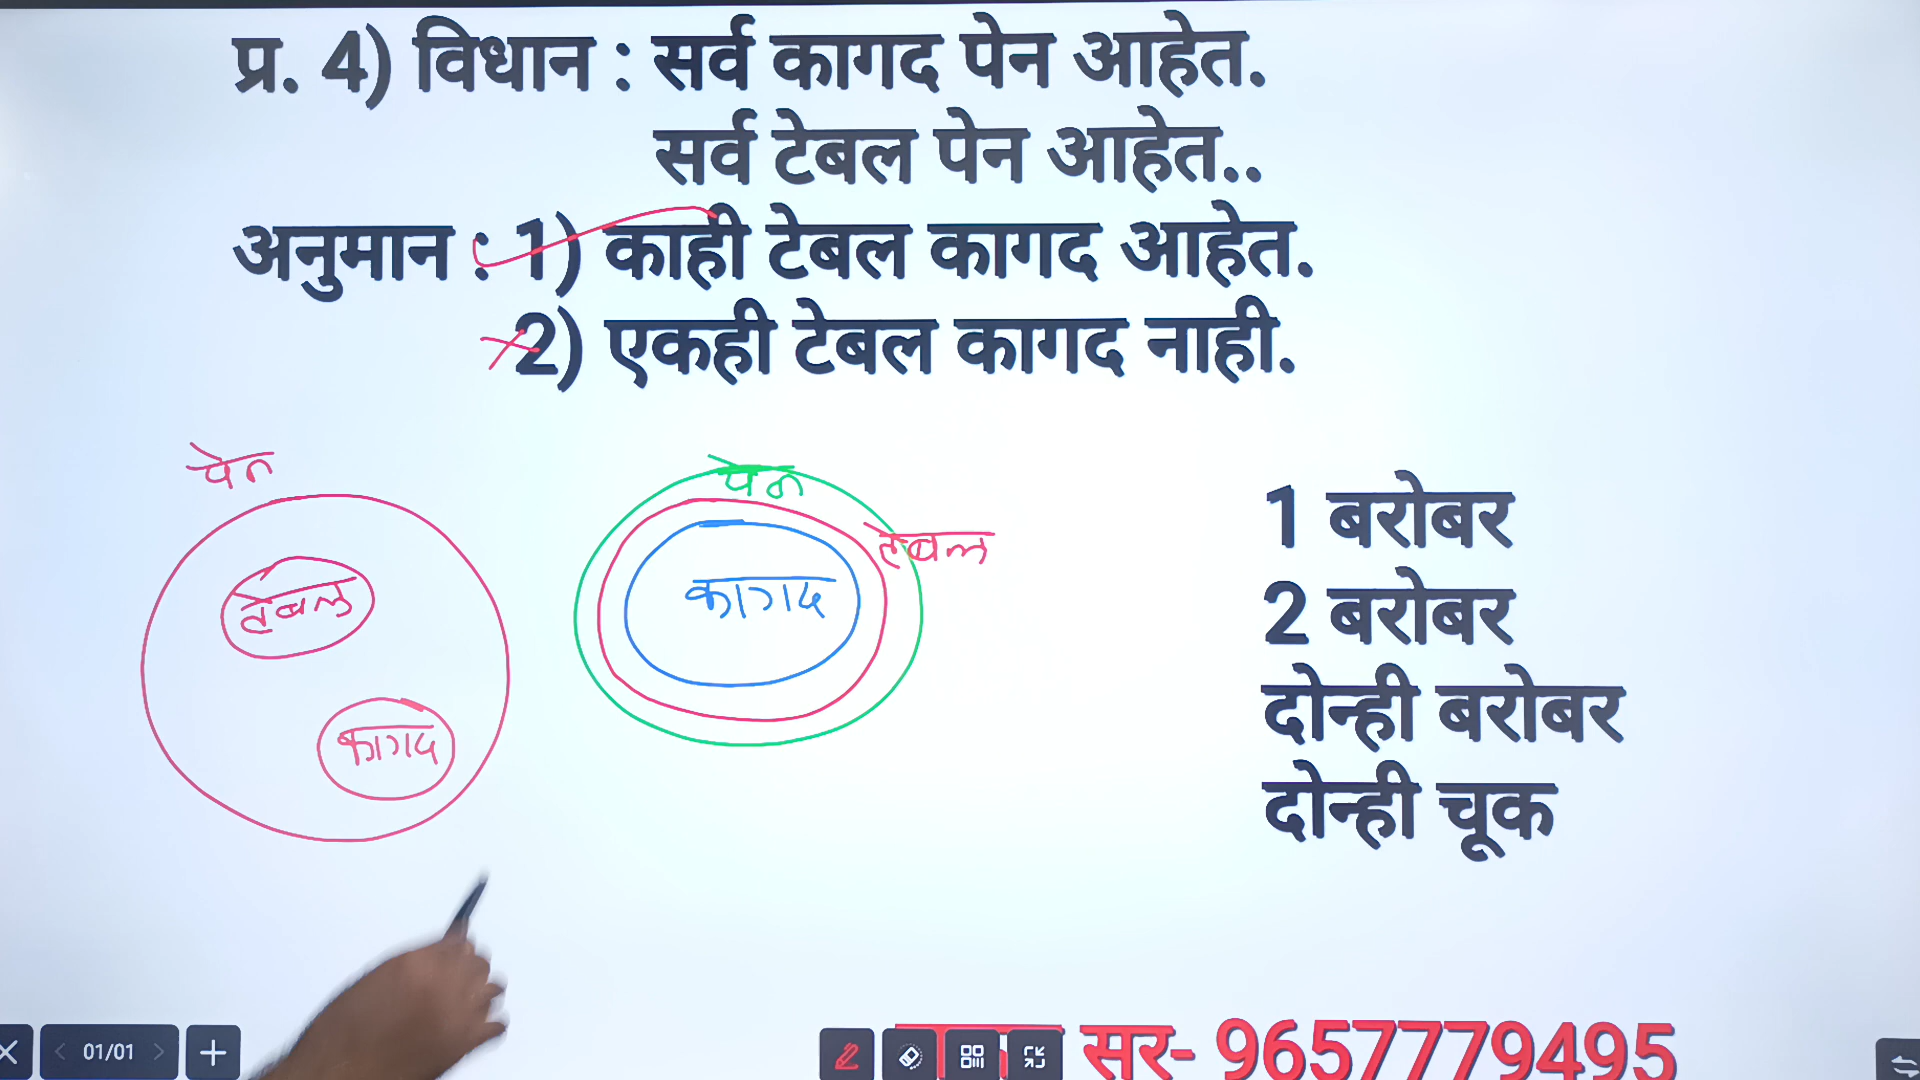 प्र. 4) विधान : सर्व कागद पेन आहेत.
सर्व टेबल पेन आहेत..
अनुमान : 1) काही टेबल कागद आहेत.
2) एकही टेबल कागद नाही.
पेन
टेबल
कागद
पेन
टेबल
कागद
1 बरोबर
2 बरोबर
दोन्ही बरोबर
दोन्ही चूक
01/01
सर- 9657779495